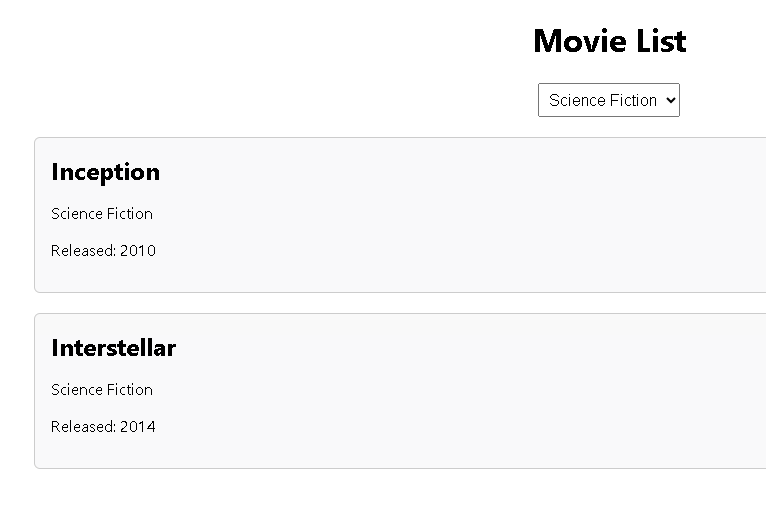 Movie List
Science Fiction
Inception
Science Fiction
Released: 2010
Interstellar
Science Fiction
Released: 2014